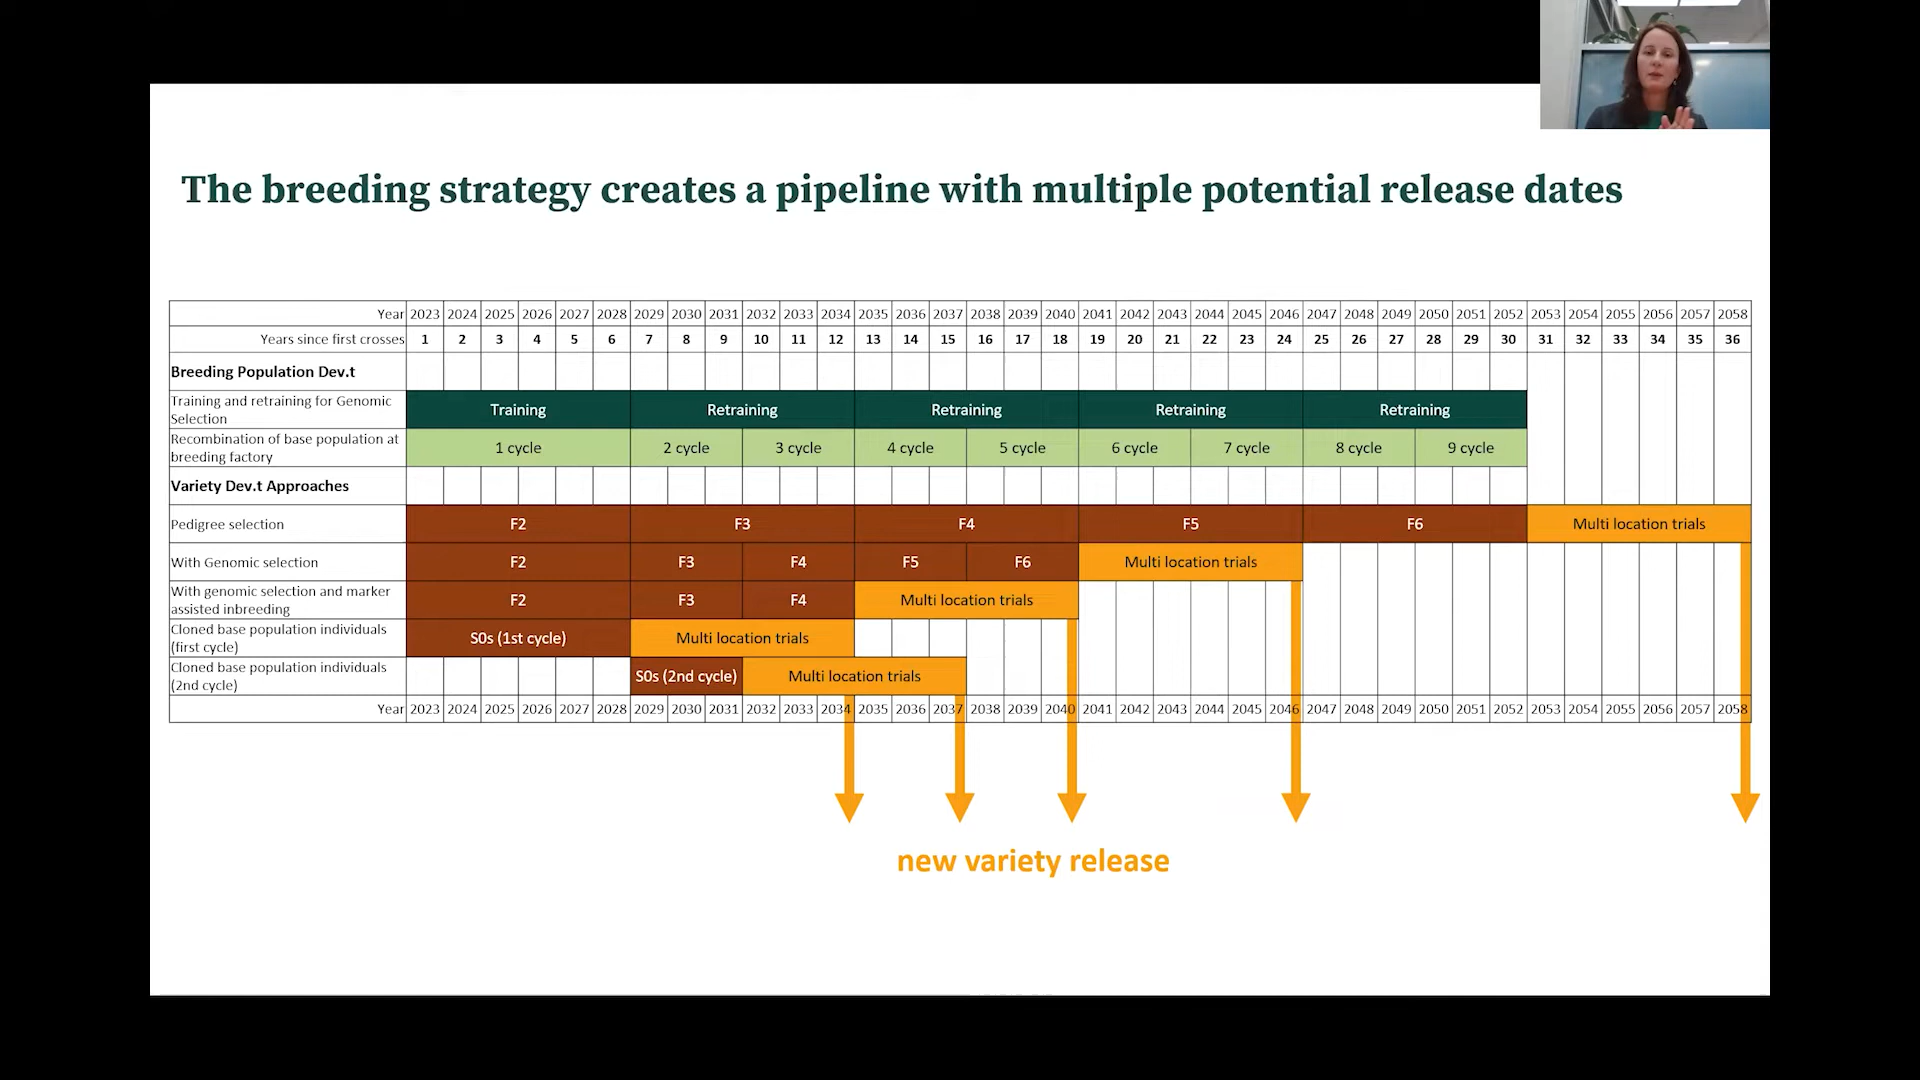 The breeding strategy creates a pipeline with multiple potential release dates
Year 2023 2024 2025 2026 2027 2028 2029 2030 2031 2032 2033 2034 2035 2036 2037 2038 2039 2040 2041 2042 2043 2044 2045 2046 2047 2048 2049 2050 2051 2052 2053 2054 2055 2056 2057 2058
Years since first crosses 1 2 3 4 5 6 7 8 9 10 11 12 13 14 15 16 17 18 19 20 21 22 23 24 25 26 27 28 29 30 31 32 33 34 35 36
Breeding Population Dev.t
Training and retraining for Genomic
Selection
Training Retraining Retraining Retraining Retraining
Recombination of base population at
breeding factory
1 cycle 2 cycle 3 cycle 4 cycle 5 cycle 6 cycle 7 cycle 8 cycle 9 cycle
Variety Dev.t Approaches
Pedigree selection F2 F3 F4 F5 F6 Multi location trials
With Genomic selection F2 F3 F4 F5 F6 Multi location trials
With genomic selection and marker
assisted inbreeding
F2 F3 F4 Multi location trials
Cloned base population individuals
(first cycle)
S0s (1st cycle) Multi location trials
Cloned base population individuals
(2nd cycle)
S0s (2nd cycle) Multi location trials
Year 2023 2024 2025 2026 2027 2028 2029 2030 2031 2032 2033 2034 2035 2036 2037 2038 2039 2040 2041 2042 2043 2044 2045 2046 2047 2048 2049 2050 2051 2052 2053 2054 2055 2056 2057 2058
new variety release